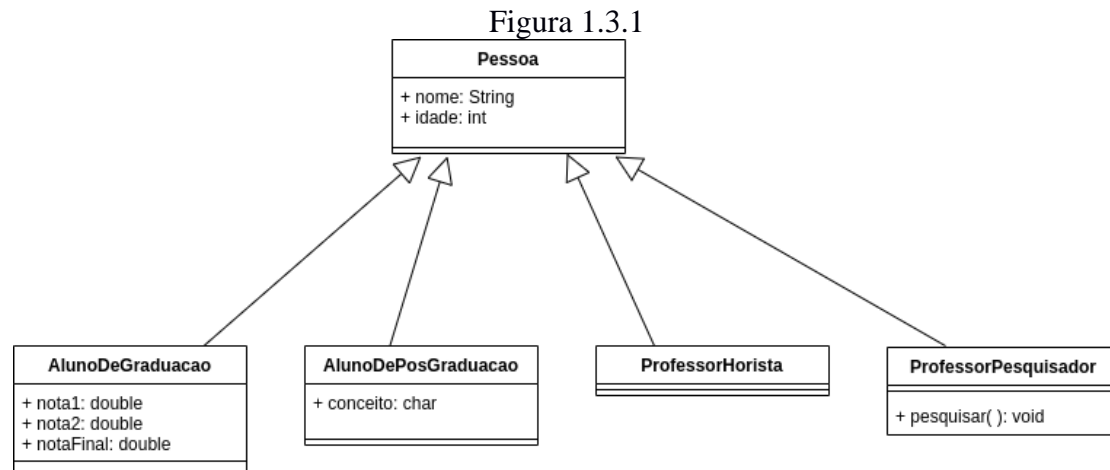 Figura 1.3.1
Pessoa
+ nome: String
+ idade: int
AlunoDeGraduacao
+ nota1: double
+ nota2: double
+ notaFinal: double
AlunoDePosGraduacao
+ conceito: char
ProfessorHorista
ProfessorPesquisador
+ pesquisar( ): void